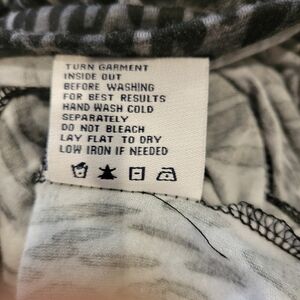 TURN GARMENT
INSIDE OUT
BEFORE WASHING
FOR BEST RESULTS
HAND WASH COLD
SEPARATELY
DO NOT BLEACH
LAY FLAT TO DRY
LOW IRON IF NEEDED